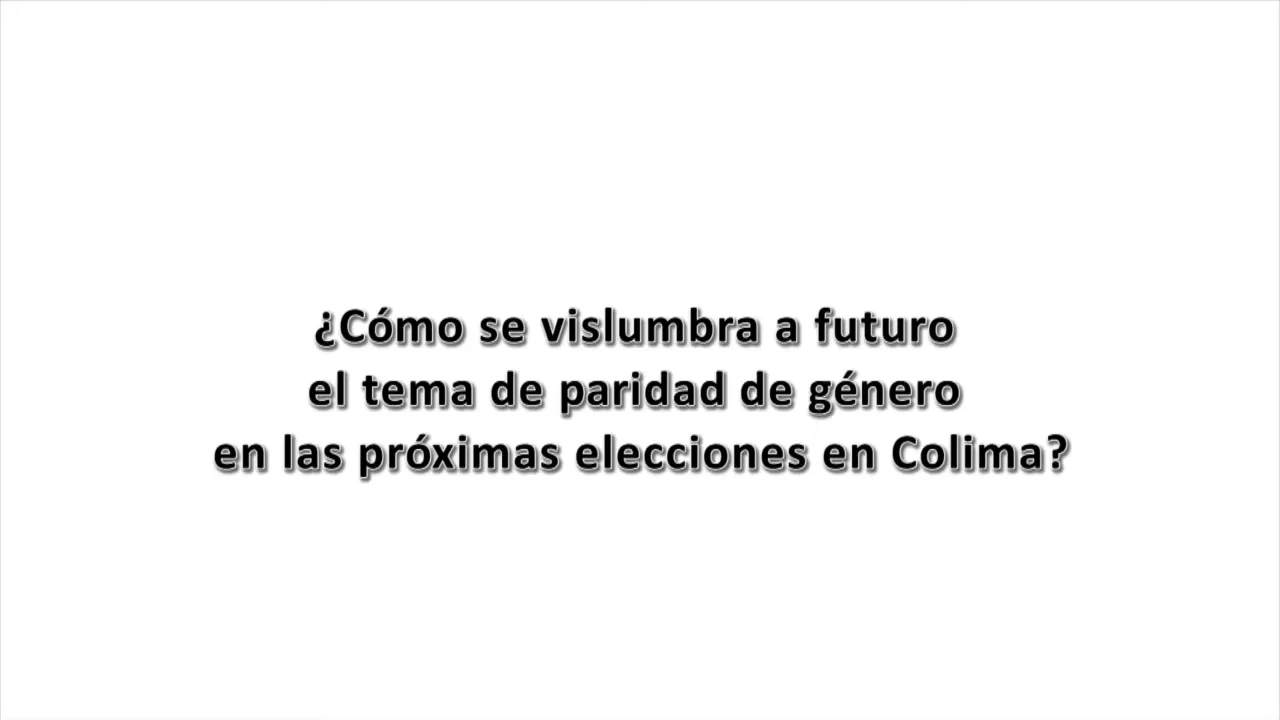 ¿Cómo se vislumbra a futuro
el tema de paridad de género
en las próximas elecciones en Colima?